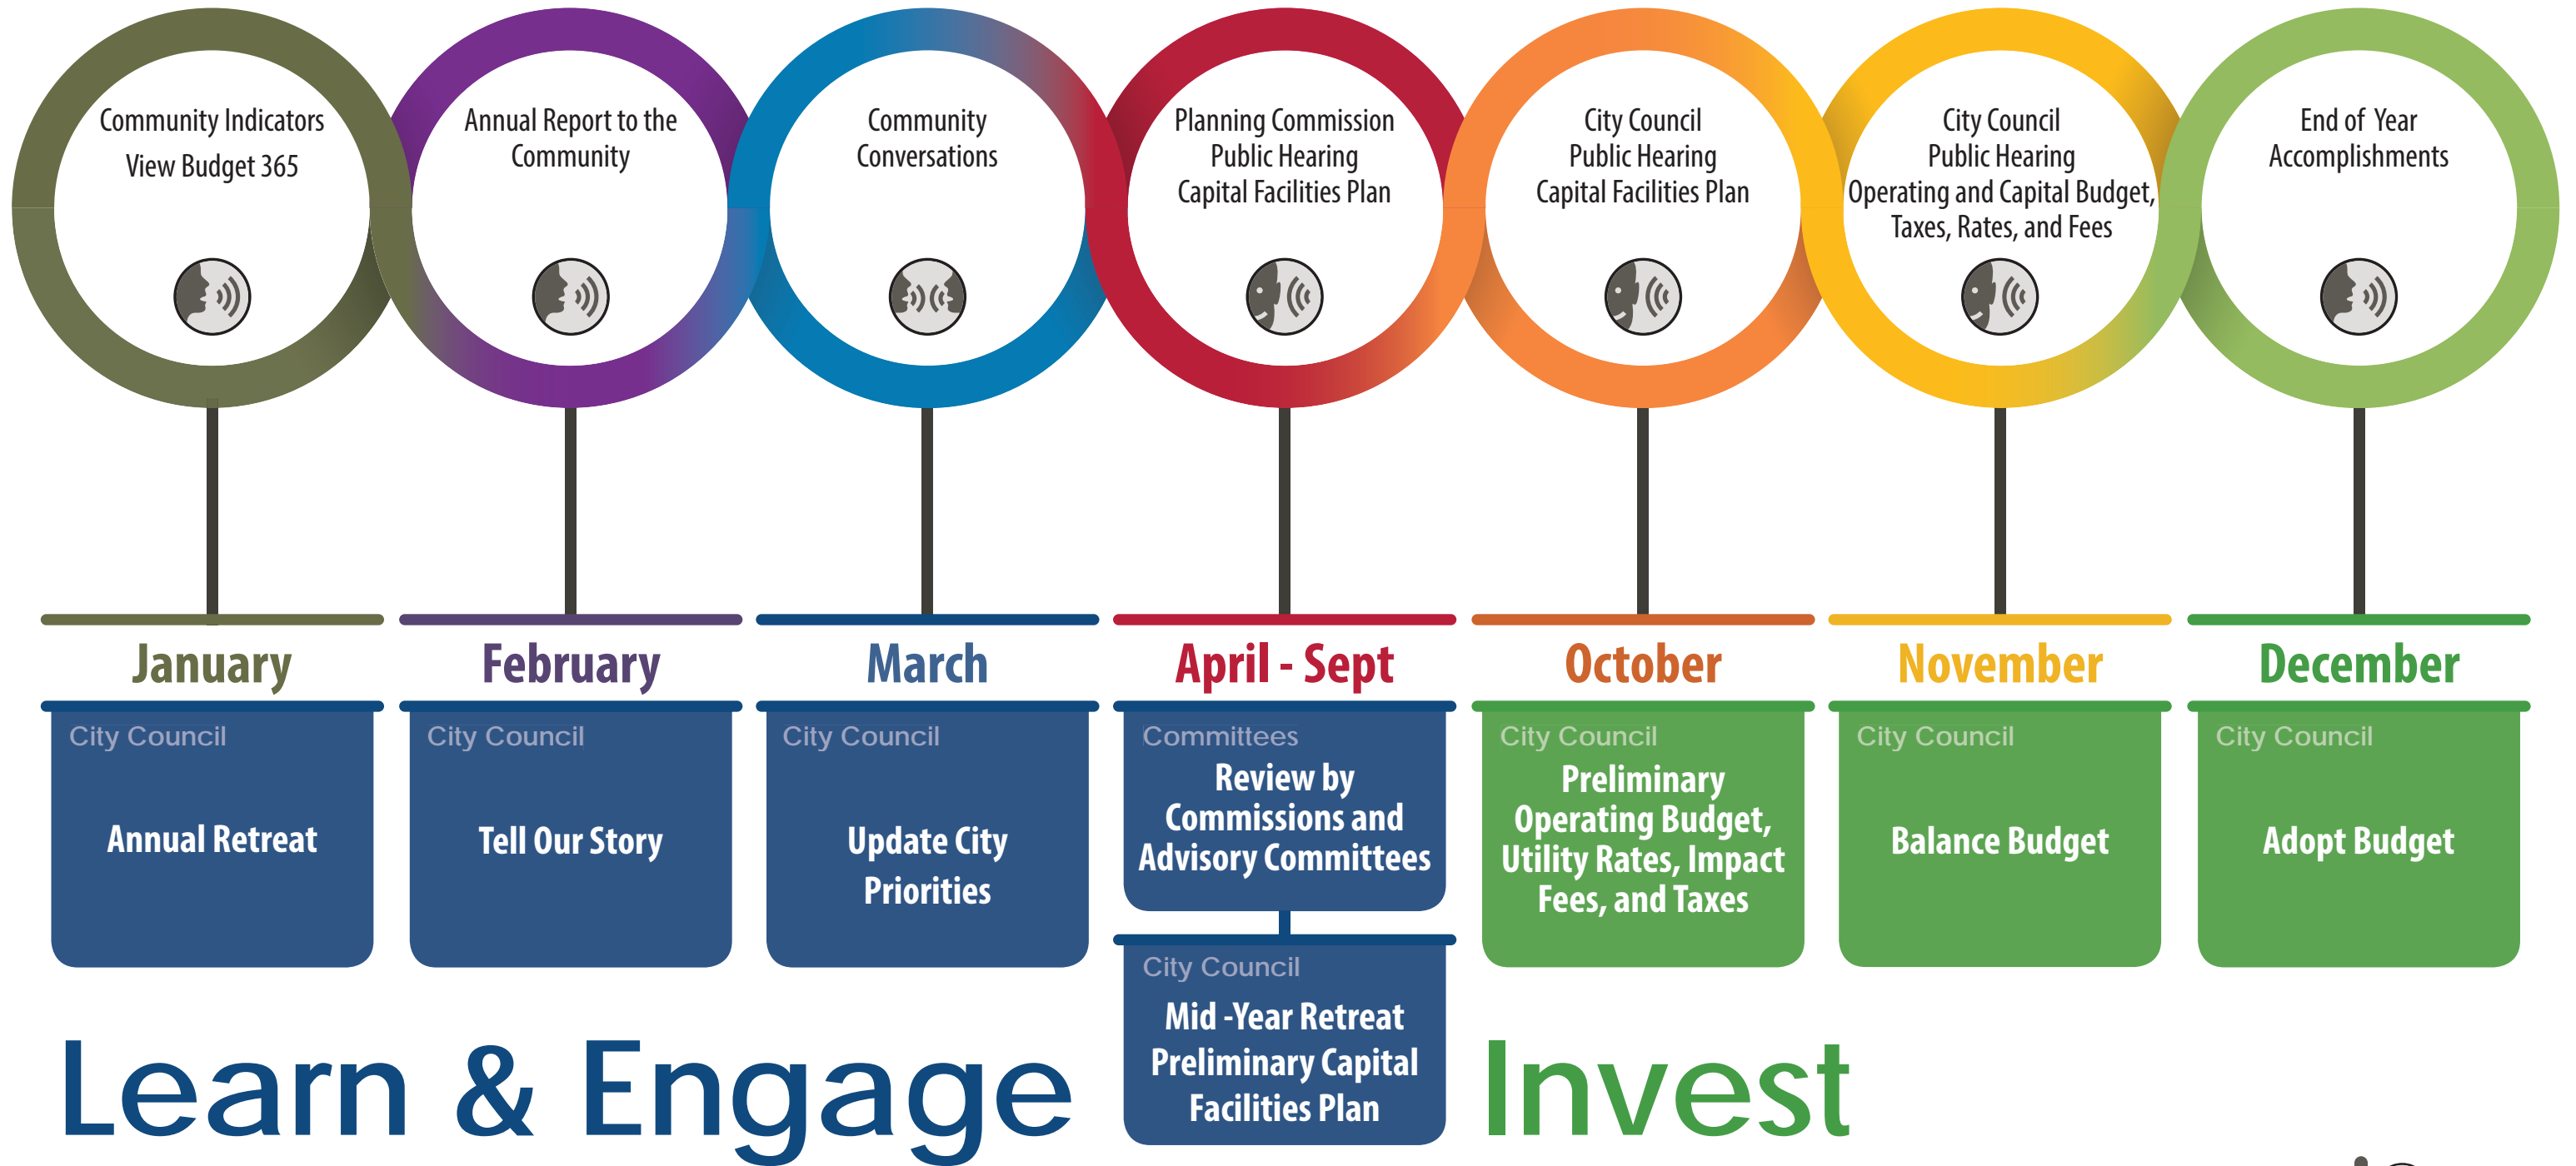 Community Indicators
View Budget 365
Annual Report to the
Community
Community
Conversations
Planning Commission
Public Hearing
Capital Facilities Plan
City Council
Public Hearing
Capital Facilities Plan
City Council
Public Hearing
Operating and Capital Budget,
Taxes, Rates, and Fees
End of Year
Accomplishments
January
February
March
April - Sept
October
November
December
City Council
Annual Retreat
City Council
Tell Our Story
City Council
Update City
Priorities
Committees
Review by
Commissions and
Advisory Committees
City Council
Mid -Year Retreat
Preliminary Capital
Facilities Plan
City Council
Preliminary
Operating Budget,
Utility Rates, Impact
Fees, and Taxes
City Council
Balance Budget
City Council
Adopt Budget
Learn & Engage
Invest